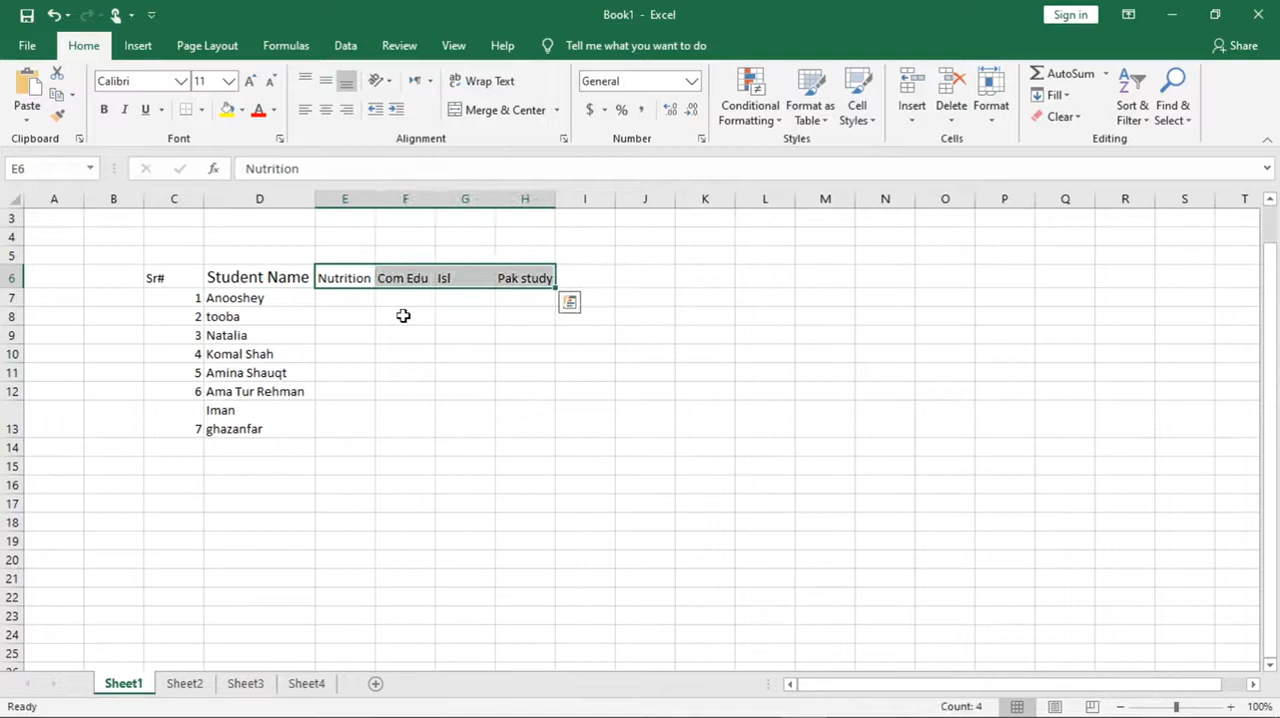 Book1 - Excel
Sign in
File Home Insert Page Layout Formulas Data Review View Help Tell me what you want to do
Share
Paste
Calibri 11
B I U
Wrap Text
Merge & Center
General
$ % ,
Conditional Formatting
Format as Table
Cell Styles
Insert Delete Format
AutoSum
Fill
Clear
Sort & Filter
Find & Select
Clipboard Font Alignment Number Styles Cells Editing
E6 fx Nutrition
A B C D E F G H I J K L M N O P Q R S T
3
4
5
6 Sr# Student Name Nutrition Com Edu Isl Pak study
7 1 Anooshey
8 2 tooba
9 3 Natalia
10 4 Komal Shah
11 5 Amina Shauqt
12 6 Ama Tur Rehman
Iman
13 7 ghazanfar
14
15
16
17
18
19
20
21
22
23
24
25
Sheet1 Sheet2 Sheet3 Sheet4
Ready Count: 4 100%